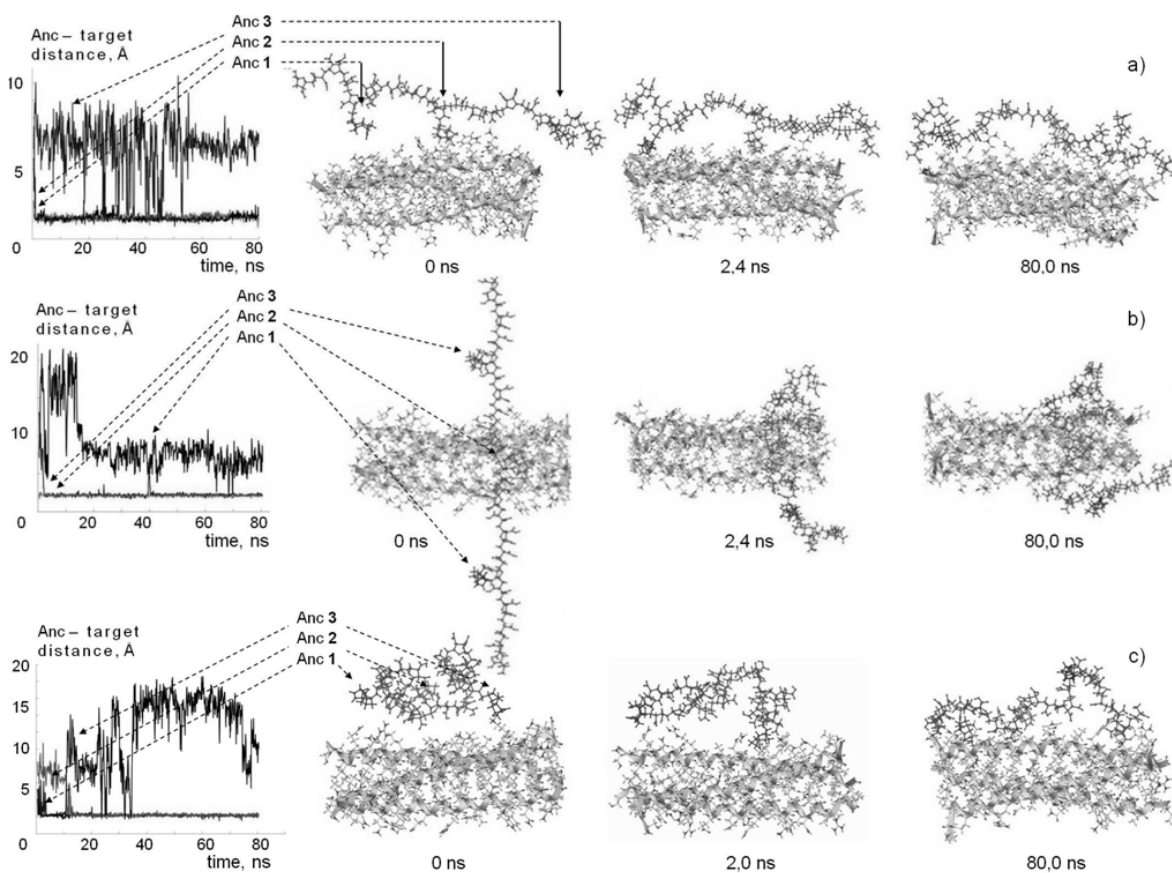 Anc – target
distance, Å
10
5
0
0 20 40 60 80
time, ns
Anc 3
Anc 2
Anc 1
a)
0 ns
2,4 ns
80,0 ns
Anc – target
distance, Å
20
10
0
0 20 40 60 80
time, ns
Anc 3
Anc 2
Anc 1
b)
0 ns
2,4 ns
80,0 ns
Anc – target
distance, Å
20
15
10
5
0
0 20 40 60 80
time, ns
Anc 3
Anc 2
Anc 1
c)
0 ns
2,0 ns
80,0 ns